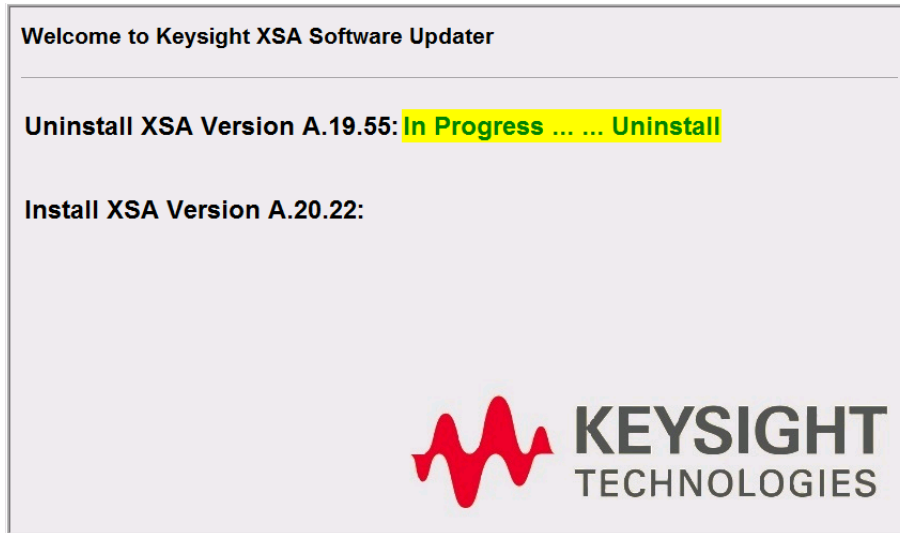 Welcome to Keysight XSA Software Updater
Uninstall XSA Version A.19.55: In Progress ... ... Uninstall
Install XSA Version A.20.22:
KEYSIGHT
TECHNOLOGIES